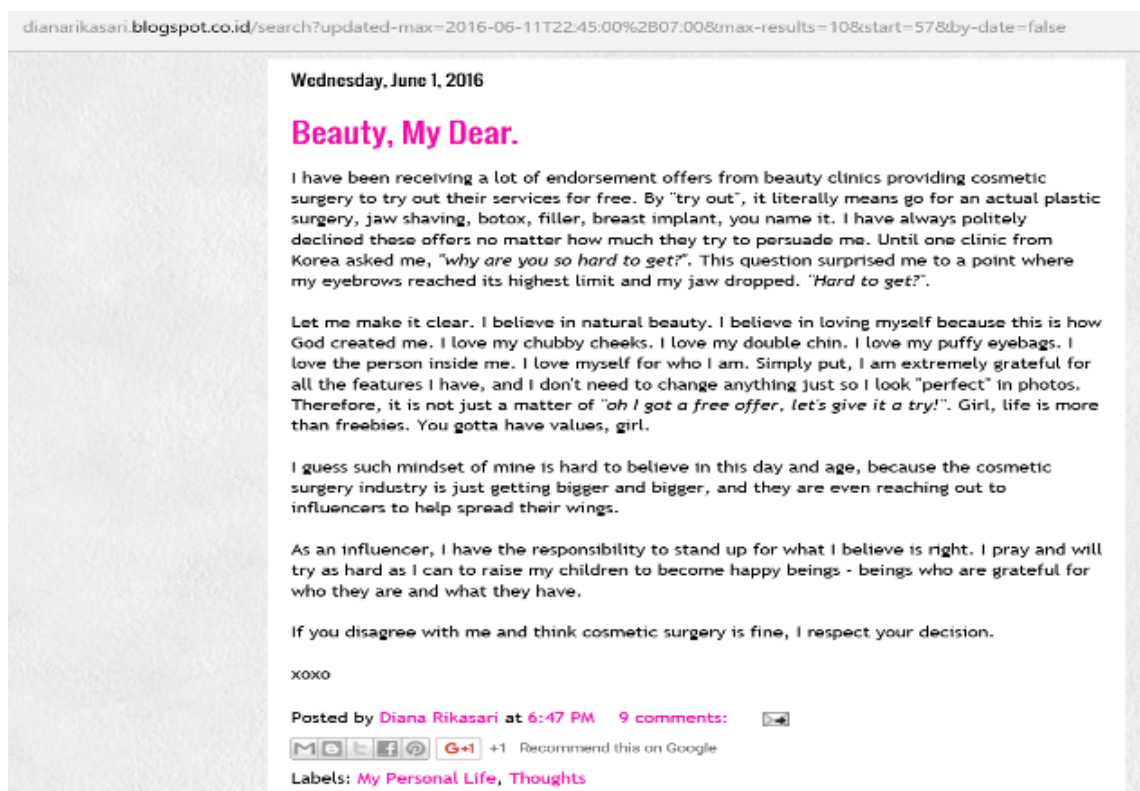 dianarikasari.blogspot.co.id/search?updated-max=2016-06-11T22:45:00%2B07:00&max-results=10&start=57&by-date=false
Wednesday, June 1, 2016
Beauty, My Dear.
I have been receiving a lot of endorsement offers from beauty clinics providing cosmetic
surgery to try out their services for free. By "try out", it literally means go for an actual plastic
surgery, jaw shaving, botox, filler, breast implant, you name it. I have always politely
declined these offers no matter how much they try to persuade me. Until one clinic from
Korea asked me, "why are you so hard to get?". This question surprised me to a point where
my eyebrows reached its highest limit and my jaw dropped. "Hard to get?".
Let me make it clear. I believe in natural beauty. I believe in loving myself because this is how
God created me. I love my chubby cheeks. I love my double chin. I love my puffy eyebags. I
love the person inside me. I love myself for who I am. Simply put, I am extremely grateful for
all the features I have, and I don't need to change anything just so I look "perfect" in photos.
Therefore, it is not just a matter of "oh I got a free offer, let's give it a try!". Girl, life is more
than freebies. You gotta have values, girl.
I guess such mindset of mine is hard to believe in this day and age, because the cosmetic
surgery industry is just getting bigger and bigger, and they are even reaching out to
influencers to help spread their wings.
As an influencer, I have the responsibility to stand up for what I believe is right. I pray and will
try as hard as I can to raise my children to become happy beings - beings who are grateful for
who they are and what they have.
If you disagree with me and think cosmetic surgery is fine, I respect your decision.
xoxo
Posted by Diana Rikasari at 6:47 PM 9 comments:
G+1 +1 Recommend this on Google
Labels: My Personal Life, Thoughts